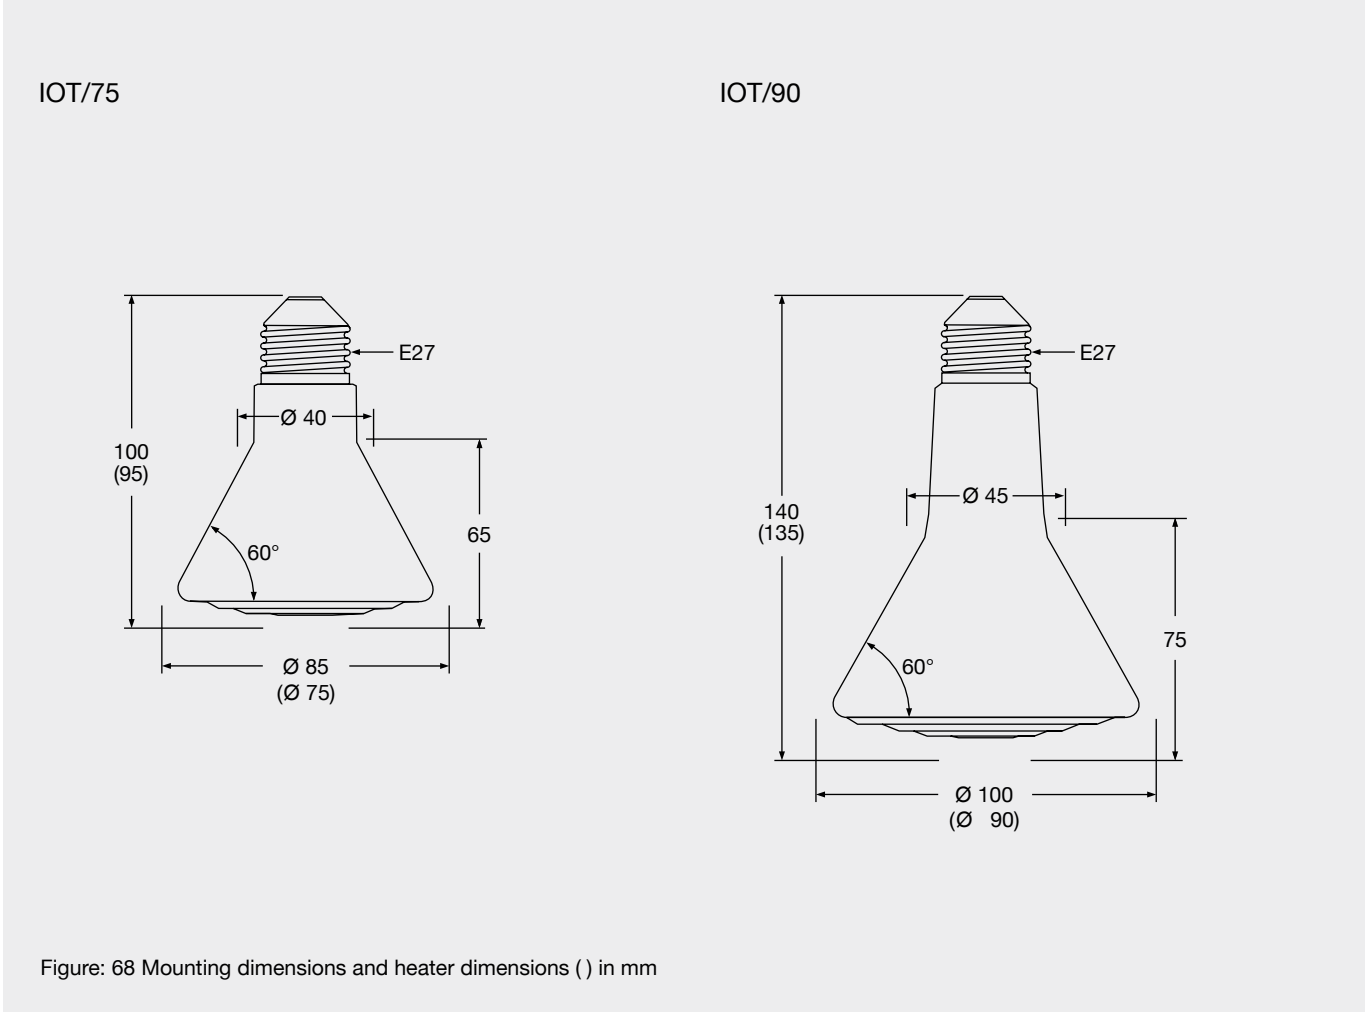 IOT/75
IOT/90
E27
Ø 40
100
(95)
65
60°
Ø 85
(Ø 75)
E27
Ø 45
140
(135)
75
60°
Ø 100
(Ø 90)
Figure: 68 Mounting dimensions and heater dimensions ( ) in mm